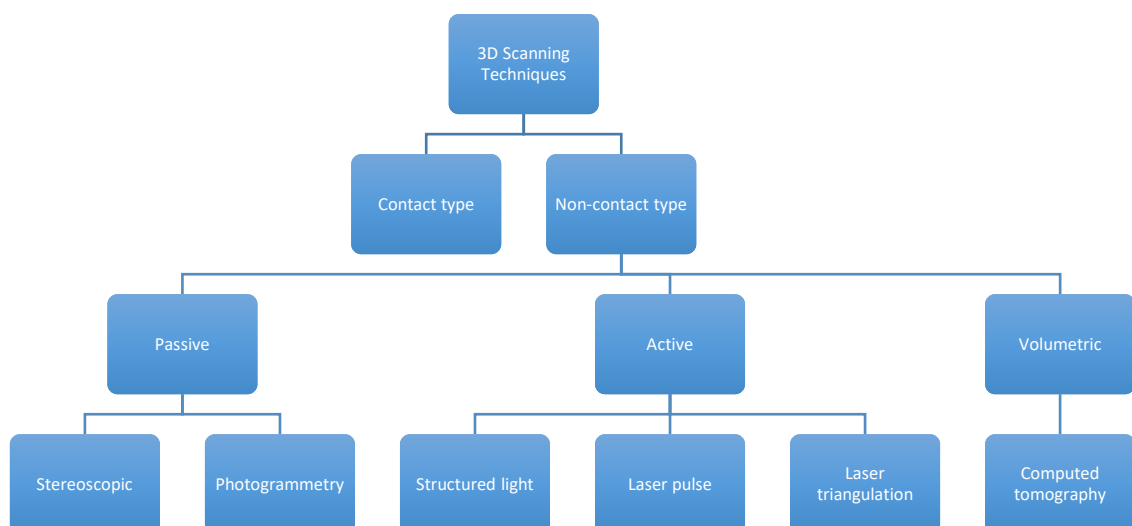 3D Scanning
Techniques
Contact type
Non-contact type
Passive
Active
Volumetric
Stereoscopic
Photogrammetry
Structured light
Laser pulse
Laser
triangulation
Computed
tomography